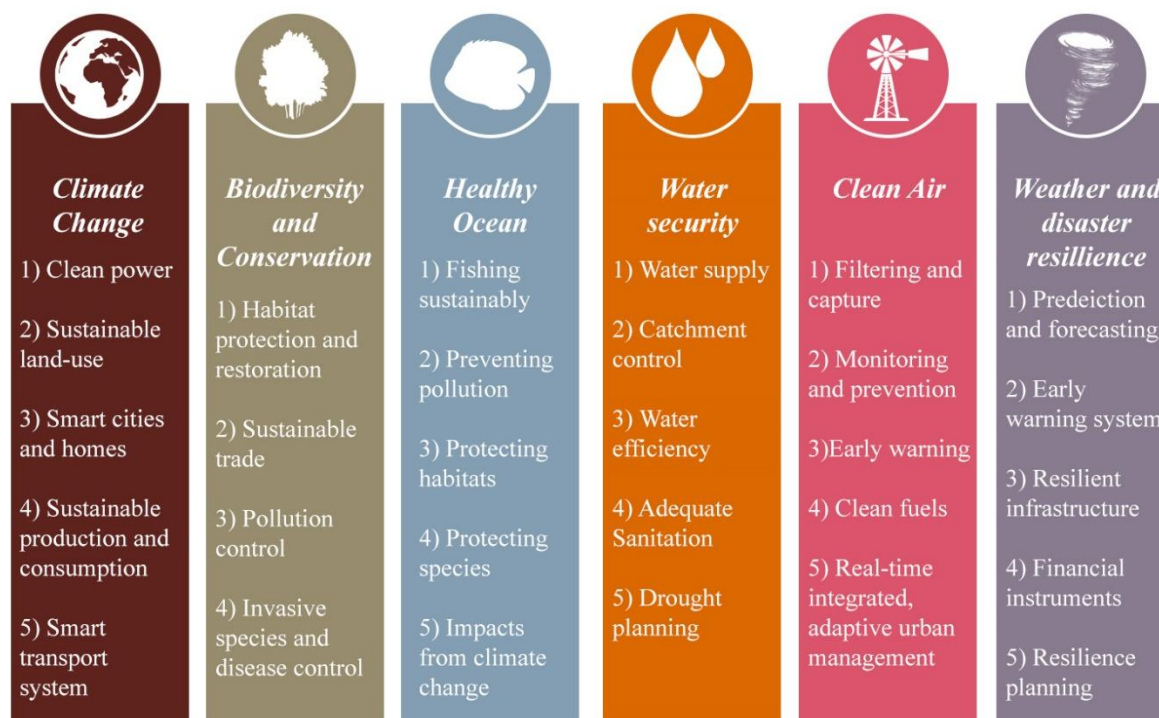 Climate
Change
1) Clean power
2) Sustainable
land-use
3) Smart cities
and homes
4) Sustainable
production and
consumption
5) Smart
transport
system
Biodiversity
and
Conservation
1) Habitat
protection and
restoration
2) Sustainable
trade
3) Pollution
control
4) Invasive
species and
disease control
Healthy
Ocean
1) Fishing
sustainably
2) Preventing
pollution
3) Protecting
habitats
4) Protecting
species
5) Impacts
from climate
change
Water
security
1) Water supply
2) Catchment
control
3) Water
efficiency
4) Adequate
Sanitation
5) Drought
planning
Clean Air
1) Filtering and
capture
2) Monitoring
and prevention
3)Early warning
4) Clean fuels
5) Real-time
integrated,
adaptive urban
management
Weather and
disaster
resillience
1) Predeiction
and forecasting
2) Early
warning system
3) Resilient
infrastructure
4) Financial
instruments
5) Resilience
planning